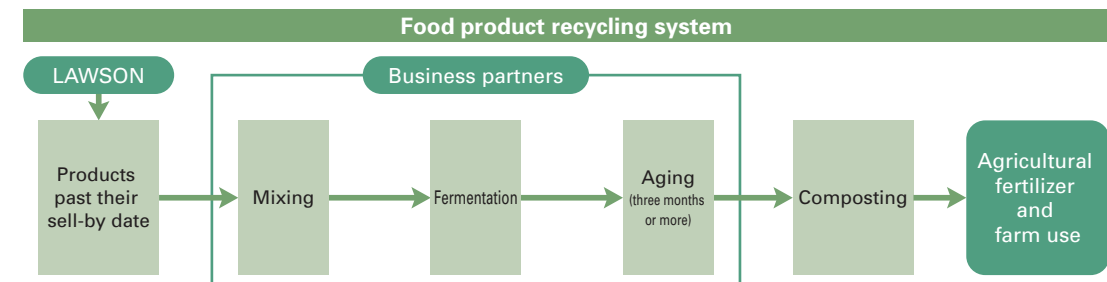 Food product recycling system
LAWSON
Business partners
Products
past their
sell-by date
Mixing
Fermentation
Aging
(three months
or more)
Composting
Agricultural
fertilizer
and
farm use